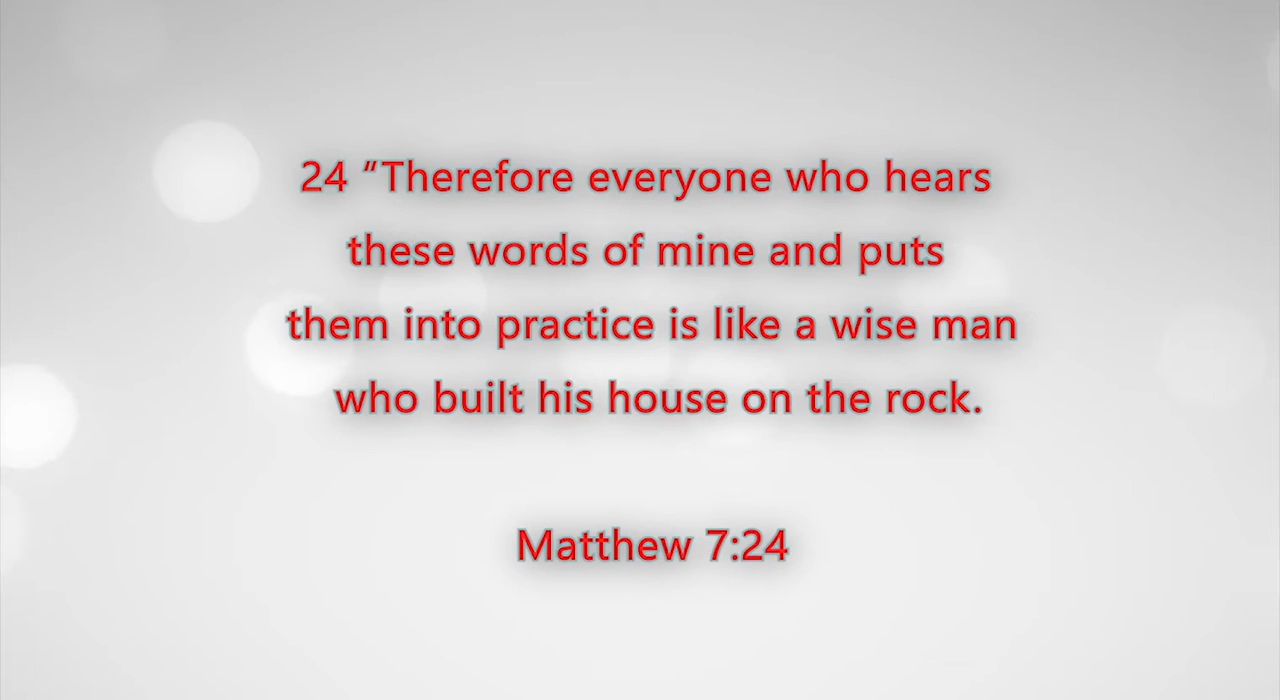 24 “Therefore everyone who hears
these words of mine and puts
them into practice is like a wise man
who built his house on the rock.
Matthew 7:24